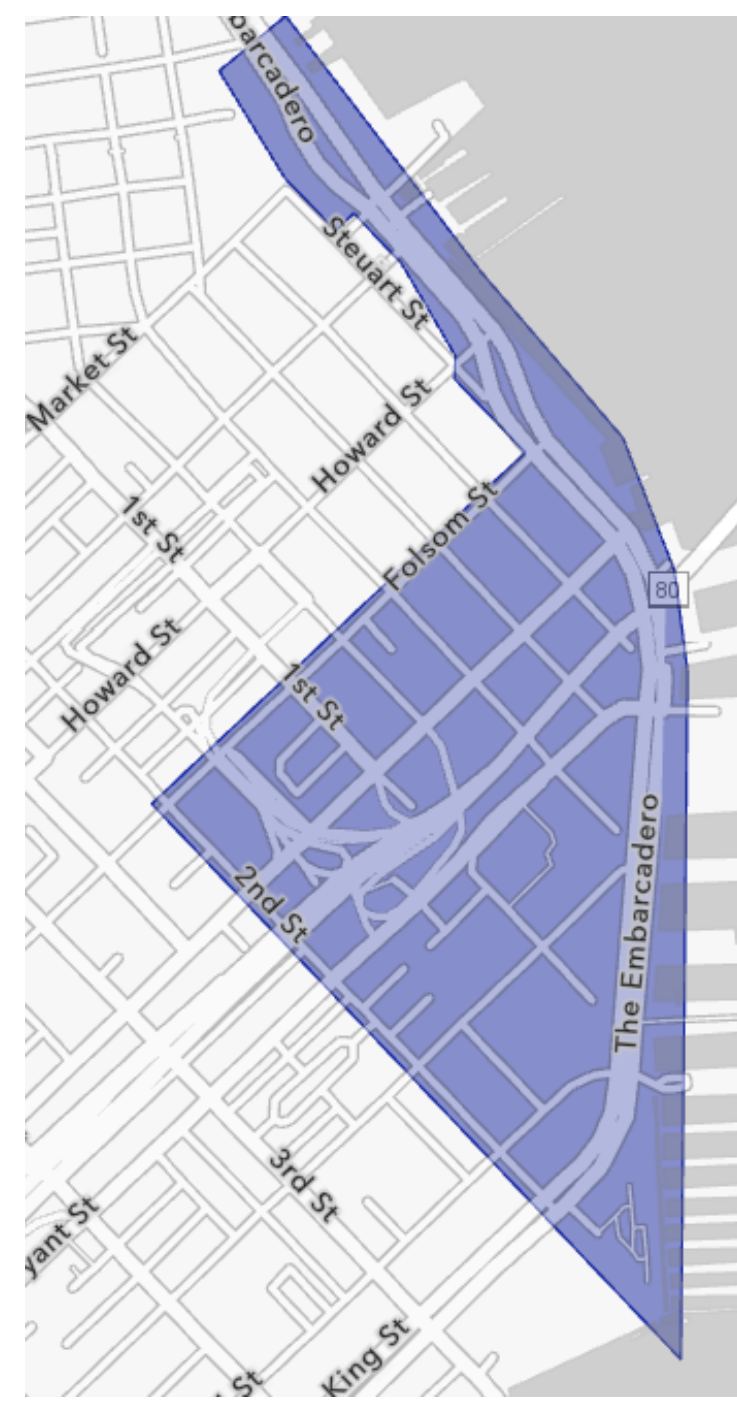 barcadero
Steuart St
Market St
Howard St
1st St
Folsom St
80
Howard St
1st St
2nd St
The Embarcadero
3rd St
yant St
King St
St